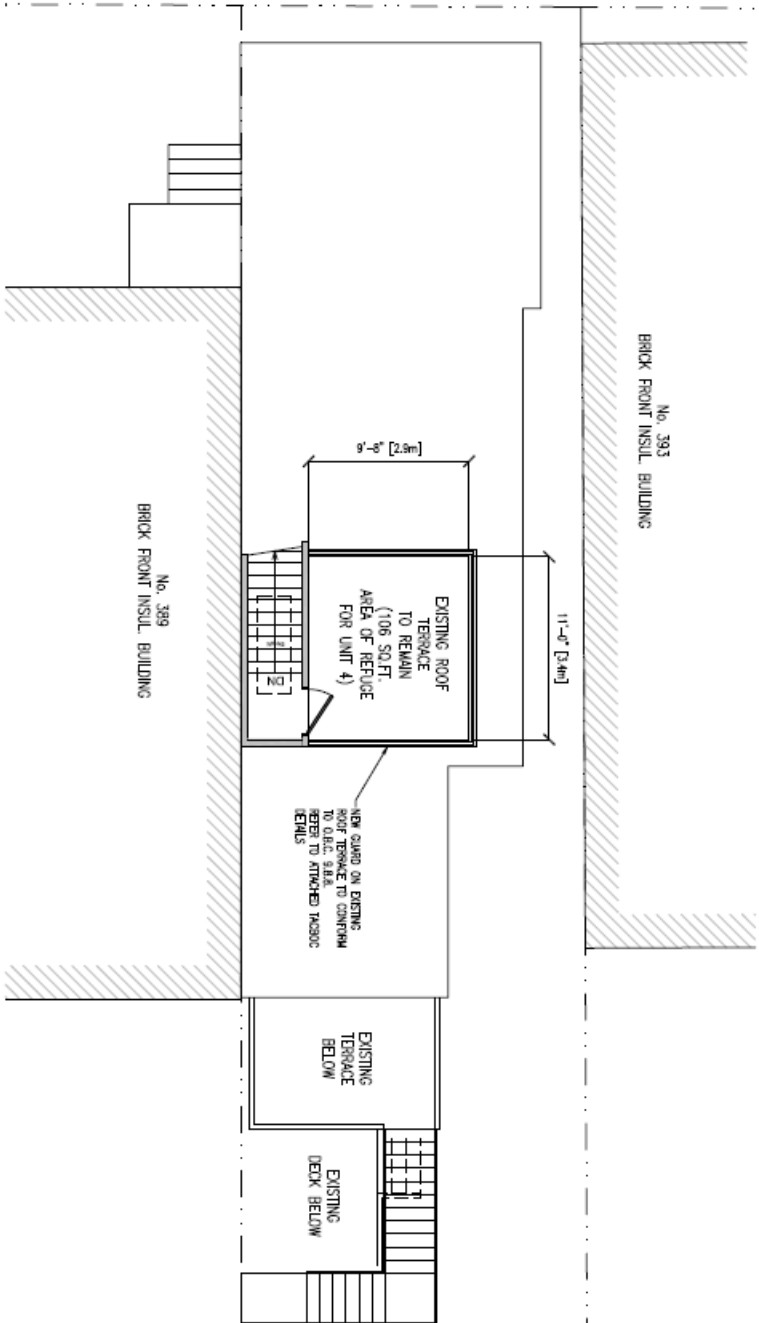 No. 393
BRICK FRONT INSUL. BUILDING
9'-8" [2.9m]
11'-0" [3.4m]
EXISTING ROOF
TERRACE
TO REMAIN
(106 SQ.FT.
AREA OF REFUGE
FOR UNIT 4)
DN
No. 389
BRICK FRONT INSUL. BUILDING
NEW GUARD ON EXISTING
ROOF TERRACE TO CONFORM
TO O.B.C. 9.8.8.
REFER TO ATTACHED TACBOC
DETAILS
EXISTING
TERRACE
BELOW
EXISTING
DECK BELOW